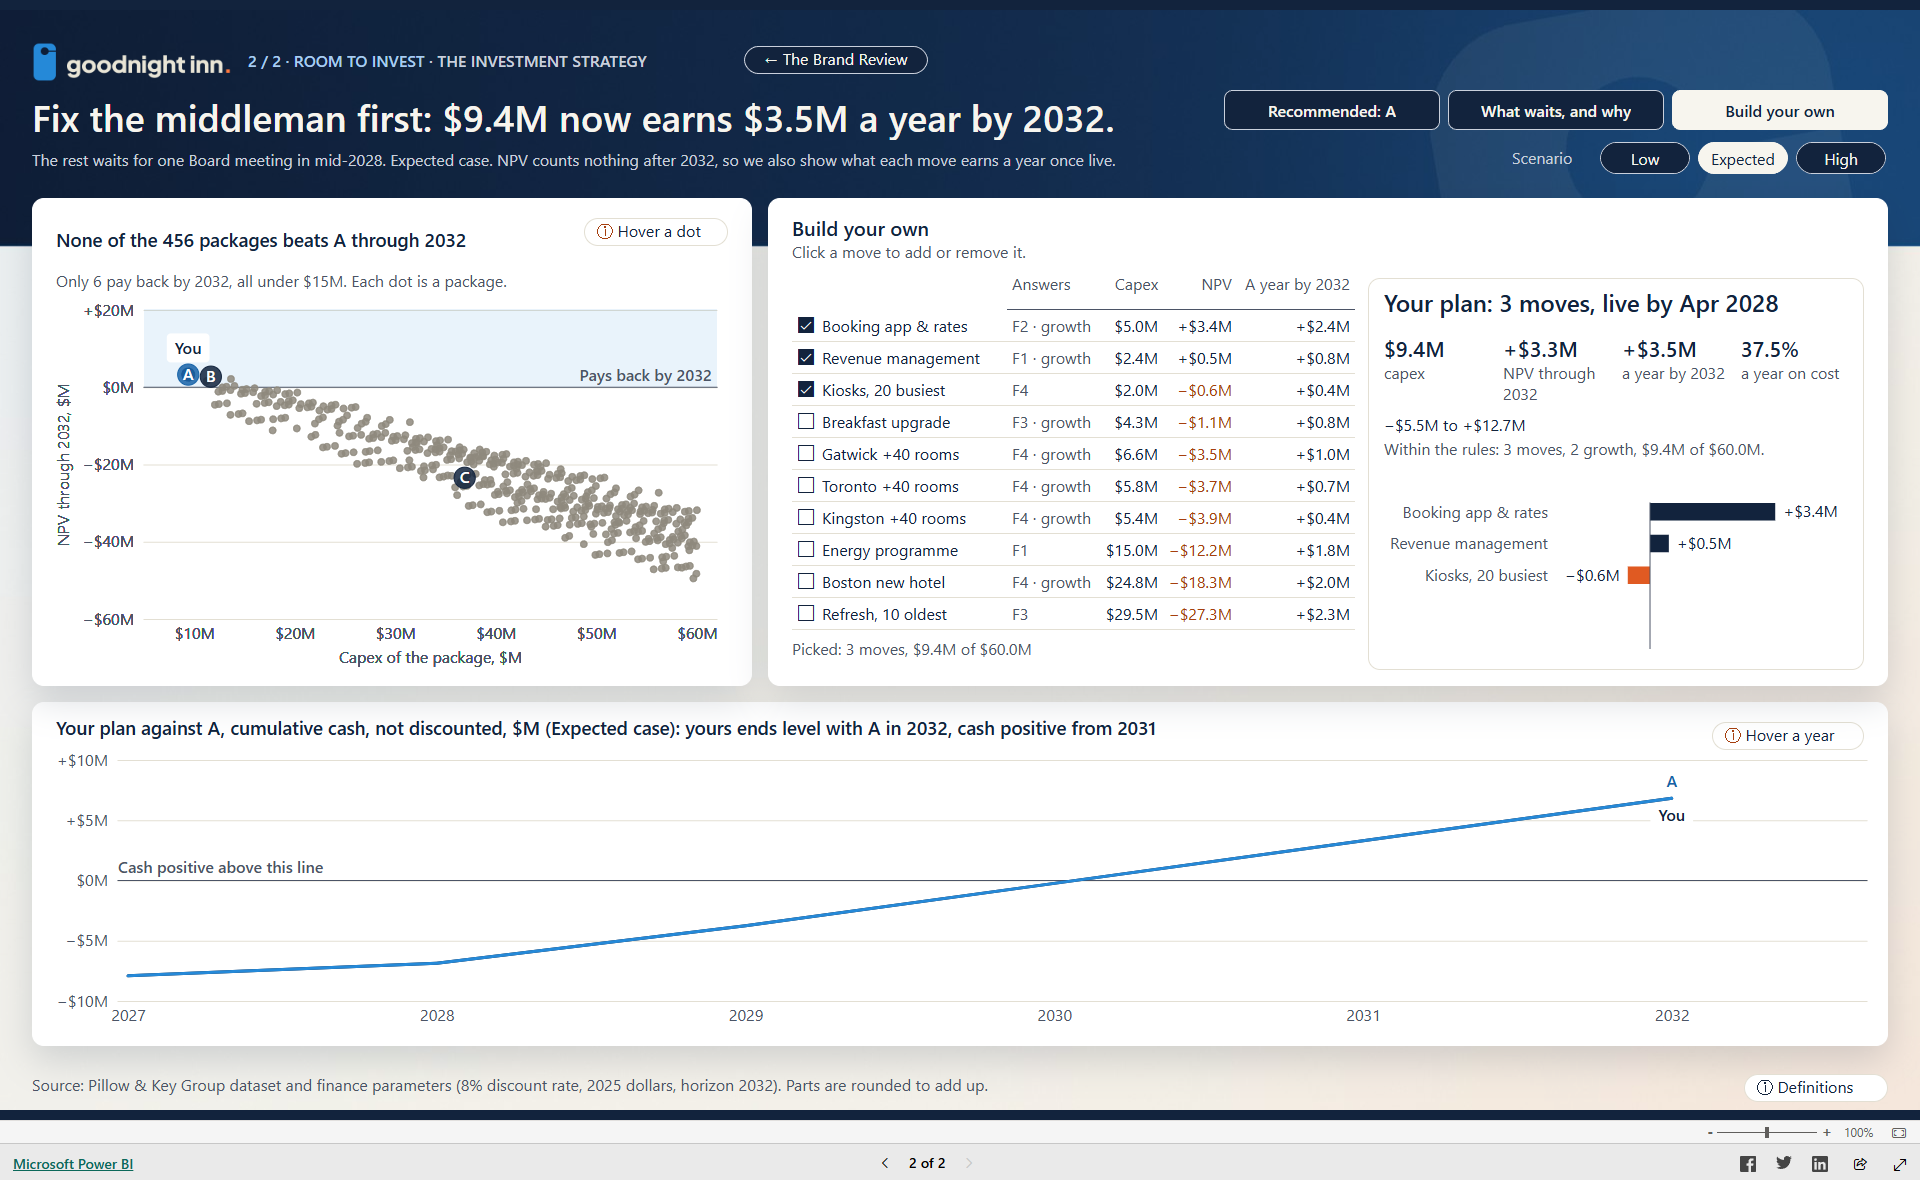 goodnight inn.
2 / 2 · ROOM TO INVEST · THE INVESTMENT STRATEGY
← The Brand Review
Fix the middleman first: $9.4M now earns $3.5M a year by 2032.
The rest waits for one Board meeting in mid-2028. Expected case. NPV counts nothing after 2032, so we also show what each move earns a year once live.
Recommended: A
What waits, and why
Build your own
Scenario
Low
Expected
High
None of the 456 packages beats A through 2032
Hover a dot
Only 6 pay back by 2032, all under $15M. Each dot is a package.
+$20M
$0M
−$20M
−$40M
−$60M
NPV through 2032, $M
You
A
B
C
Pays back by 2032
$10M
$20M
$30M
$40M
$50M
$60M
Capex of the package, $M
Build your own
Click a move to add or remove it.
Answers Capex NPV A year by 2032
Booking app & rates F2 · growth $5.0M +$3.4M +$2.4M
Revenue management F1 · growth $2.4M +$0.5M +$0.8M
Kiosks, 20 busiest F4 $2.0M −$0.6M +$0.4M
Breakfast upgrade F3 · growth $4.3M −$1.1M +$0.8M
Gatwick +40 rooms F4 · growth $6.6M −$3.5M +$1.0M
Toronto +40 rooms F4 · growth $5.8M −$3.7M +$0.7M
Kingston +40 rooms F4 · growth $5.4M −$3.9M +$0.4M
Energy programme F1 $15.0M −$12.2M +$1.8M
Boston new hotel F4 · growth $24.8M −$18.3M +$2.0M
Refresh, 10 oldest F3 $29.5M −$27.3M +$2.3M
Picked: 3 moves, $9.4M of $60.0M
Your plan: 3 moves, live by Apr 2028
$9.4M +$3.3M +$3.5M 37.5%
capex NPV through 2032 a year by 2032 a year on cost
−$5.5M to +$12.7M
Within the rules: 3 moves, 2 growth, $9.4M of $60.0M.
Booking app & rates +$3.4M
Revenue management +$0.5M
Kiosks, 20 busiest −$0.6M
Your plan against A, cumulative cash, not discounted, $M (Expected case): yours ends level with A in 2032, cash positive from 2031
Hover a year
+$10M
+$5M
$0M
−$5M
−$10M
Cash positive above this line
A
You
2027
2028
2029
2030
2031
2032
Source: Pillow & Key Group dataset and finance parameters (8% discount rate, 2025 dollars, horizon 2032). Parts are rounded to add up.
Definitions
- + 100%
Microsoft Power BI
2 of 2